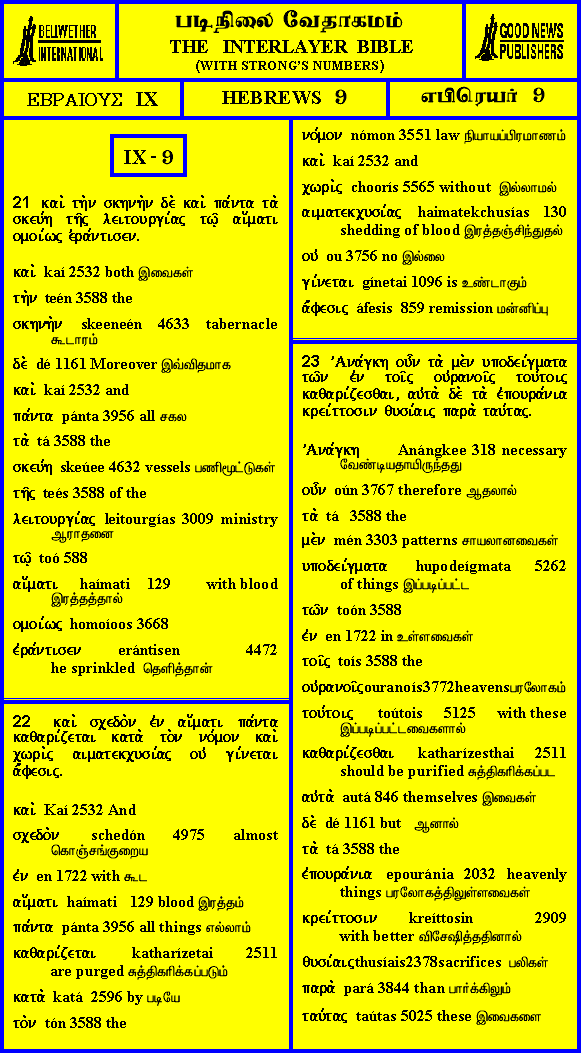 BELLWETHER
INTERNATIONAL
படிநிலை வேதாகமம்
THE INTERLAYER BIBLE
(WITH STRONG'S NUMBERS)
GOOD NEWS
PUBLISHERS
ΕΒΡΑΙΟΥΣ IX
HEBREWS 9
எபிரெயர் 9
IX - 9
21 καὶ τὴν σκηνὴν δὲ καὶ πάντα τὰ
σκεύη τῆς λειτουργίας τῷ αἵματι
ομοίως ἐράντισεν.
καὶ kaí 2532 both இவைகள்
τὴν teén 3588 the
σκηνὴν skeeneén 4633 tabernacle
கூடாரம்
δὲ dé 1161 Moreover இவ்விதமாக
καὶ kaí 2532 and
πάντα pánta 3956 all சகல
τὰ tá 3588 the
σκεύη skeúee 4632 vessels பணிமூட்டுகள்
τῆς teés 3588 of the
λειτουργίας leitourgías 3009 ministry
ஆராதனை
τῷ toó 588
αἵματι haímati 129 with blood
இரத்தத்தால்
ομοίως homoíoos 3668
ἐράντισεν erántisen 4472
he sprinkled தெளித்தான்
22 καὶ σχεδὸν ἐν αἵματι πάντα
καθαρίζεται κατὰ τὸν νόμον καὶ
χωρὶς αιματεκχυσίας οὐ γίνεται
ἄφεσις.
καὶ Kaí 2532 And
σχεδὸν schedón 4975 almost
கொஞ்சங்குறைய
ἐν en 1722 with கூட
αἵματι haímati 129 blood இரத்தம்
πάντα pánta 3956 all things எல்லாம்
καθαρίζεται katharízetai 2511
are purged சுத்திகரிக்கப்படும்
κατὰ katá 2596 by படியே
τὸν tón 3588 the
νόμον nómon 3551 law நியாயப்பிரமாணம்
καὶ kaí 2532 and
χωρὶς choorís 5565 without இல்லாமல்
αιματεκχυσίας haimatekchusías 130
shedding of blood இரத்தஞ்சிந்துதல்
οὐ ou 3756 no இல்லை
γίνεται gínetai 1096 is உண்டாகும்
ἄφεσις áfesis 859 remission மன்னிப்பு
23 Ἀνάγκη οὖν τὰ μὲν υποδείγματα
τῶν ἐν τοῖς οὐρανοῖς τούτοις
καθαρίζεσθαι, αὐτὰ δὲ τὰ ἐπουράνια
κρείττοσιν θυσίαις παρὰ ταύτας.
Ἀνάγκη Anángkee 318 necessary
வேண்டியதாயிருந்தது
οὖν oún 3767 therefore ஆதலால்
τὰ tá 3588 the
μὲν mén 3303 patterns சாயலானவைகள்
υποδείγματα hupodeígmata 5262
of things இப்படிப்பட்ட
τῶν toón 3588
ἐν en 1722 in உள்ளவைகள்
τοῖς toís 3588 the
οὐρανοῖς ouranoís 3772 heavens பரலோகம்
τούτοις toútois 5125 with these
இப்படிப்பட்டவைகளால்
καθαρίζεσθαι katharízesthai 2511
should be purified சுத்திகரிக்கப்பட
αὐτὰ autá 846 themselves இவைகள்
δὲ dé 1161 but ஆனால்
τὰ tá 3588 the
ἐπουράνια epouránia 2032 heavenly
things பரலோகத்திலுள்ளவைகள்
κρείττοσιν kreíttosin 2909
with better விசேஷித்ததினால்
θυσίαις thusíais 2378 sacrifices பலிகள்
παρὰ pará 3844 than பார்க்கிலும்
ταύτας taútas 5025 these இவைகளை